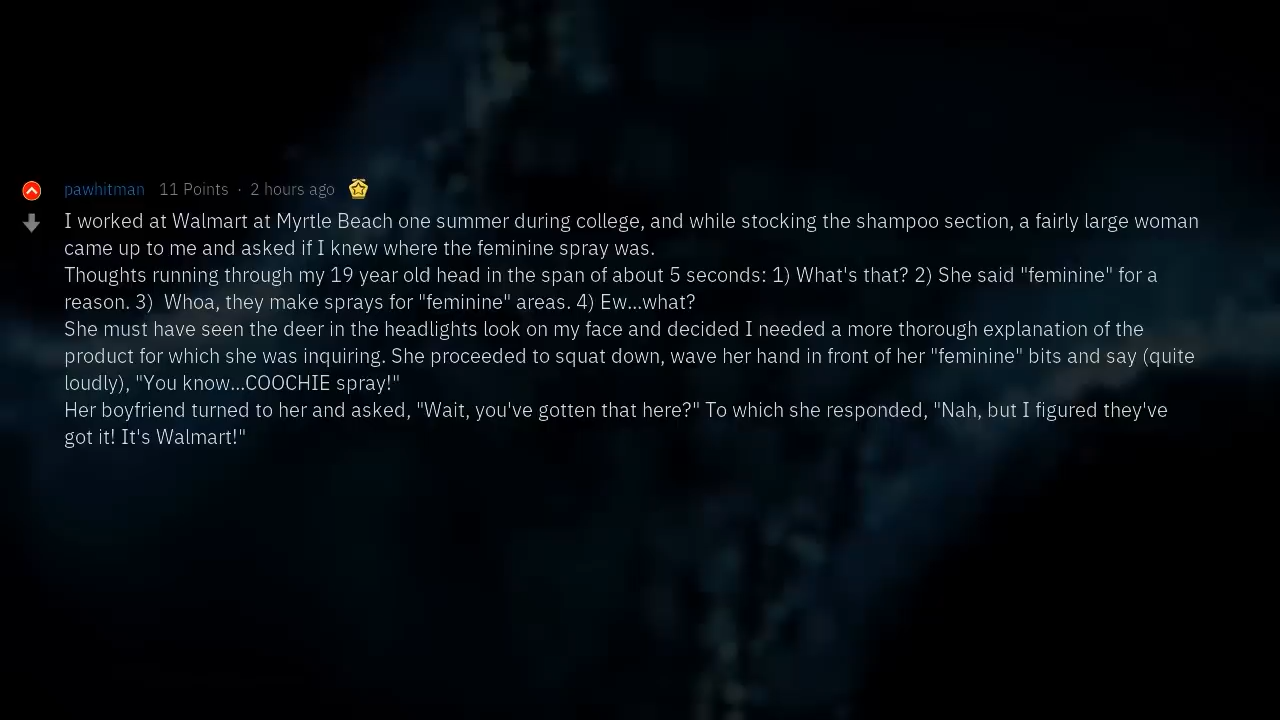 pawhitman 11 Points · 2 hours ago
I worked at Walmart at Myrtle Beach one summer during college, and while stocking the shampoo section, a fairly large woman
came up to me and asked if I knew where the feminine spray was.
Thoughts running through my 19 year old head in the span of about 5 seconds: 1) What's that? 2) She said "feminine" for a
reason. 3)  Whoa, they make sprays for "feminine" areas. 4) Ew...what?
She must have seen the deer in the headlights look on my face and decided I needed a more thorough explanation of the
product for which she was inquiring. She proceeded to squat down, wave her hand in front of her "feminine" bits and say (quite
loudly), "You know...COOCHIE spray!"
Her boyfriend turned to her and asked, "Wait, you've gotten that here?" To which she responded, "Nah, but I figured they've
got it! It's Walmart!"